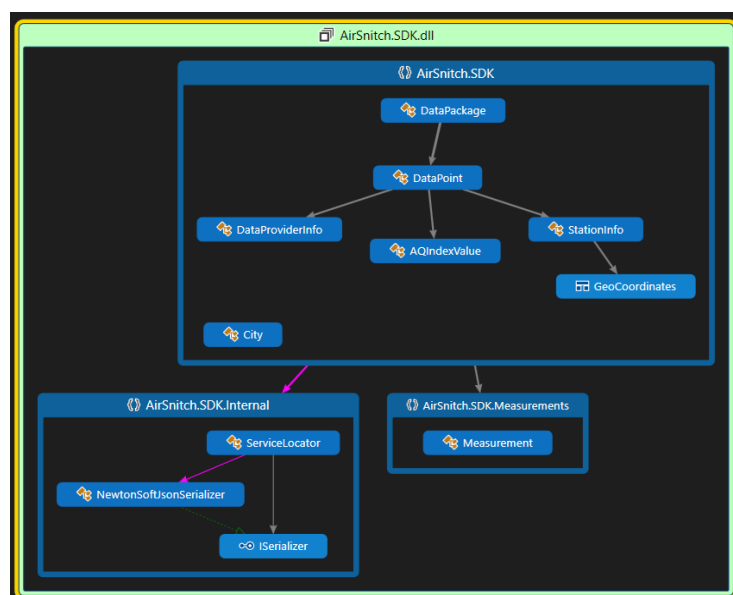 AirSnitch.SDK.dll
AirSnitch.SDK
DataPackage
DataPoint
DataProviderInfo
StationInfo
AQIndexValue
GeoCoordinates
City
AirSnitch.SDK.Internal
AirSnitch.SDK.Measurements
ServiceLocator
Measurement
NewtonSoftJsonSerializer
ISerializer